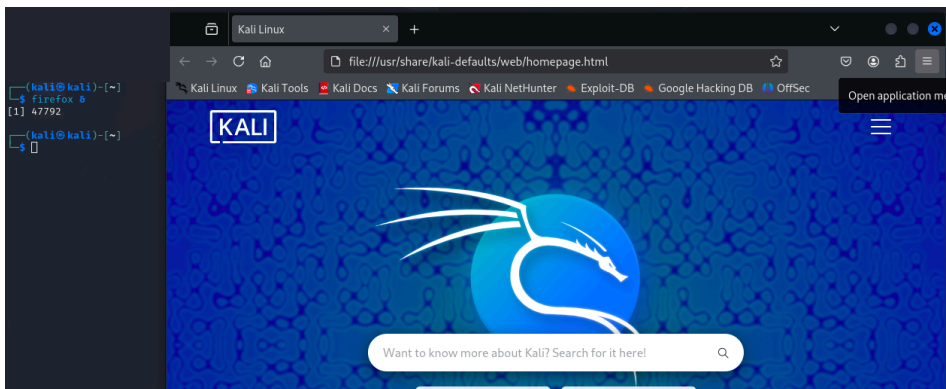 Kali Linux
file:///usr/share/kali-defaults/web/homepage.html
Kali Linux Kali Tools Kali Docs Kali Forums Kali NetHunter Exploit-DB Google Hacking DB OffSec
Open application me
┌──(kali㉿kali)-[~]
└─$ firefox &
[1] 47792
┌──(kali㉿kali)-[~]
└─$
KALI
Want to know more about Kali? Search for it here!